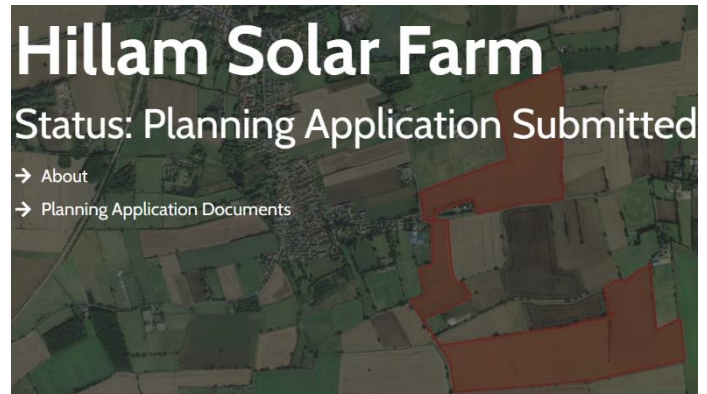 Hillam Solar Farm
Status: Planning Application Submitted
→ About
→ Planning Application Documents